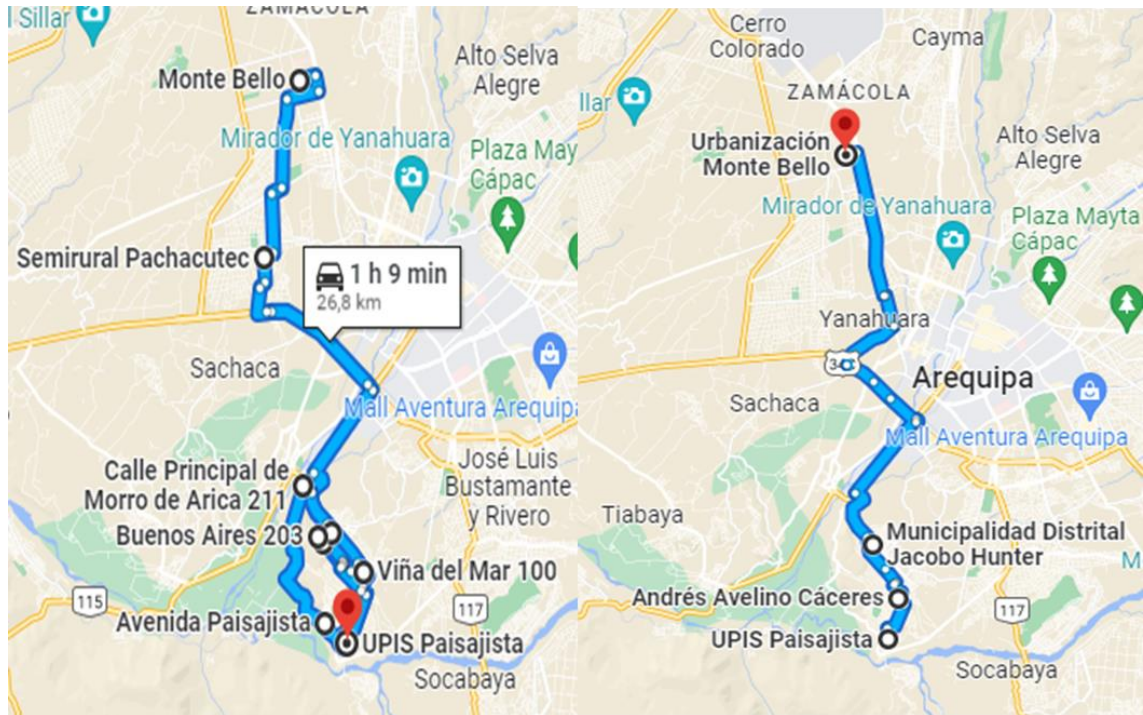 l Sillar
ZAMÁCOLA
Monte Bello
Alto Selva
Alegre
Mirador de Yanahuara
Plaza May
Cápac
Semirural Pachacutec
1 h 9 min
26,8 km
Sachaca
Mall Aventura Arequipa
Calle Principal de
Morro de Arica 211
José Luis
Bustamante
y Rivero
Buenos Aires 203
Viña del Mar 100
115
117
Avenida Paisajista
UPIS Paisajista
Socabaya
Cerro
Colorado
Cayma
llar
ZAMÁCOLA
Urbanización
Monte Bello
Alto Selva
Alegre
Mirador de Yanahuara
Plaza Mayta
Cápac
Yanahuara
Arequipa
Sachaca
Mall Aventura Arequipa
Tiabaya
Municipalidad Distrital
Jacobo Hunter
M
Andrés Avelino Cáceres
115
117
UPIS Paisajista
Socabaya